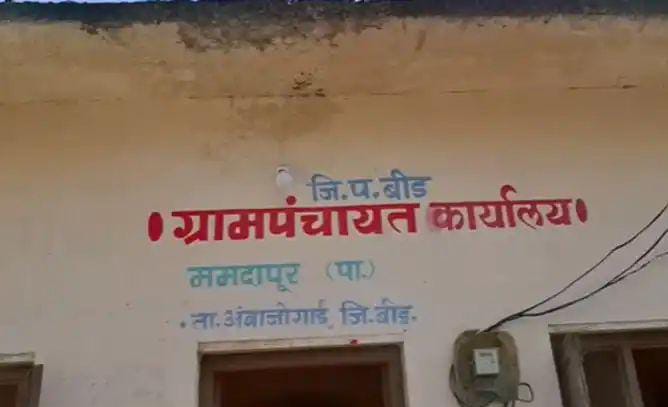 जि.प.बीड
ग्रामपंचायत कार्यालय
ममदापूर (पा.)
ता.अंबाजोगाई, जि.बीड.